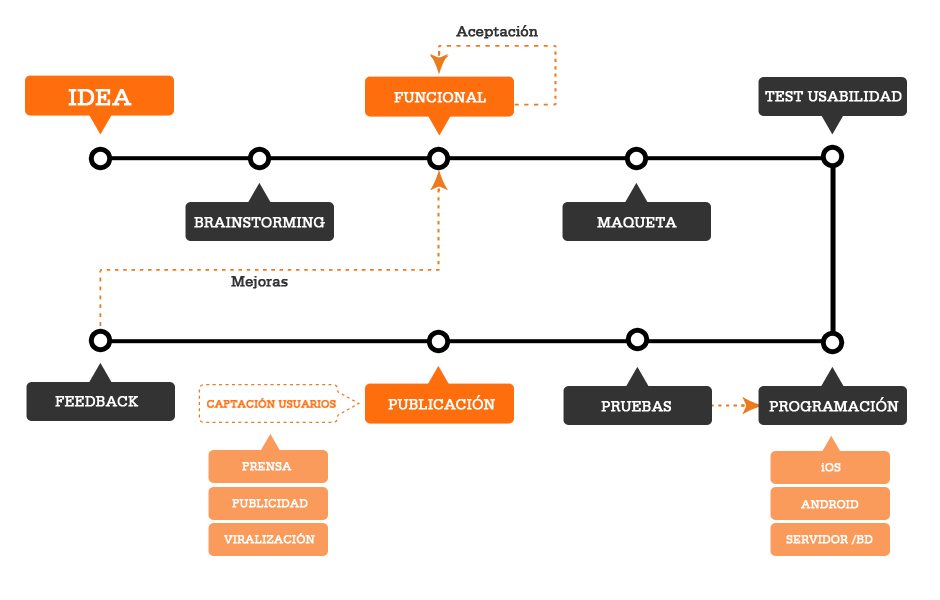 Aceptación
IDEA
FUNCIONAL
TEST USABILIDAD
BRAINSTORMING
MAQUETA
Mejoras
FEEDBACK
CAPTACIÓN USUARIOS
PUBLICACIÓN
PRUEBAS
PROGRAMACIÓN
PRENSA
PUBLICIDAD
VIRALIZACIÓN
iOS
ANDROID
SERVIDOR /BD